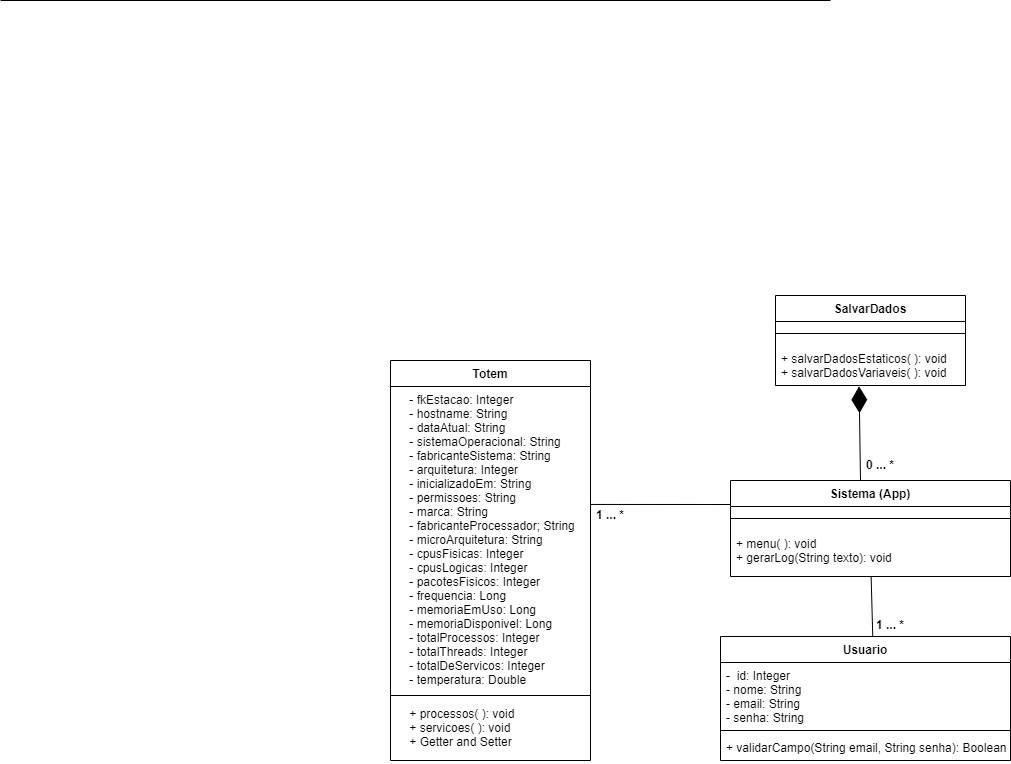 SalvarDados
+ salvarDadosEstaticos( ): void
+ salvarDadosVariaveis( ): void
0 ... *
Totem
- fkEstacao: Integer
- hostname: String
- dataAtual: String
- sistemaOperacional: String
- fabricanteSistema: String
- arquitetura: Integer
- inicializadoEm: String
- permissoes: String
- marca: String
- fabricanteProcessador; String
- microArquitetura: String
- cpusFisicas: Integer
- cpusLogicas: Integer
- pacotesFisicos: Integer
- frequencia: Long
- memoriaEmUso: Long
- memoriaDisponivel: Long
- totalProcessos: Integer
- totalThreads: Integer
- totalDeServicos: Integer
- temperatura: Double
+ processos( ): void
+ servicoes( ): void
+ Getter and Setter
1 ... *
Sistema (App)
+ menu( ): void
+ gerarLog(String texto): void
1 ... *
Usuario
- id: Integer
- nome: String
- email: String
- senha: String
+ validarCampo(String email, String senha): Boolean